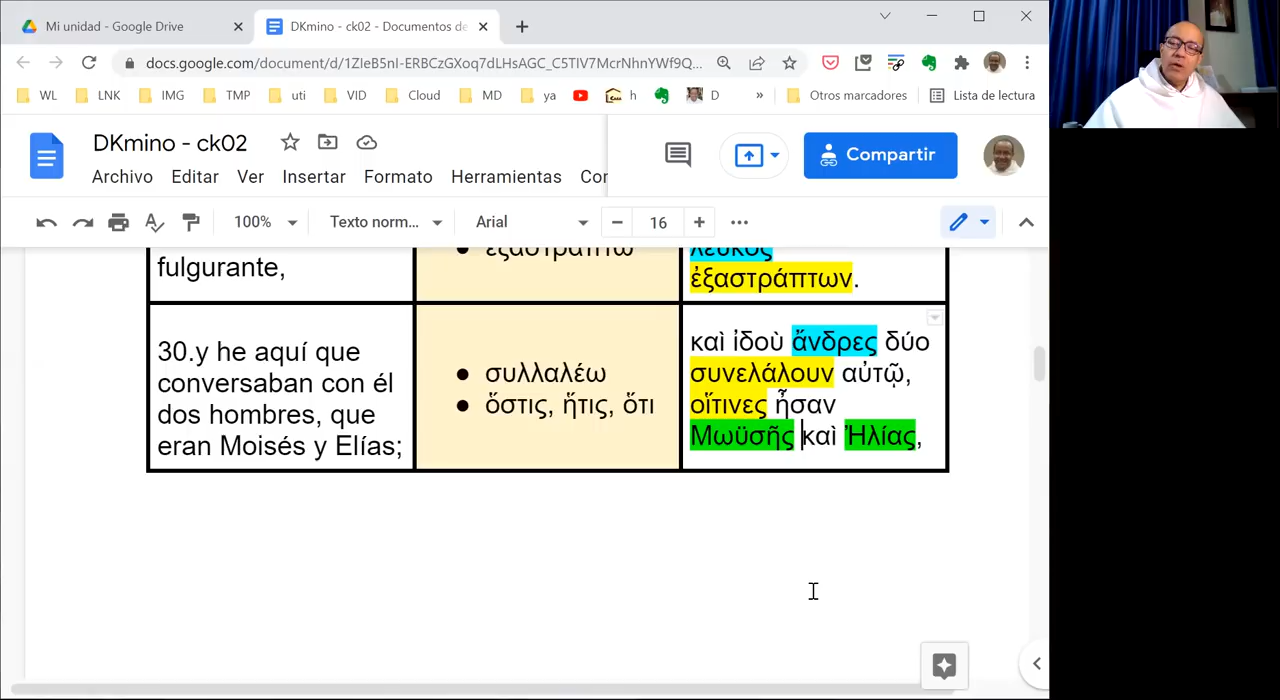 Mi unidad - Google Drive
DKmino - ck02 - Documentos de
docs.google.com/document/d/1ZIeB5nI-ERBCzGXoq7dLHsAGC_C5TIV7McrNhnYWf9Q...
WL LNK IMG TMP uti VID Cloud MD ya h D » Otros marcadores Lista de lectura
DKmino - ck02
Archivo Editar Ver Insertar Formato Herramientas Cor
Compartir
100% Texto norm... Arial 16
fulgurante,
● ἐξαστράπτω
λευκὸς
ἐξαστράπτων.
30.y he aquí que
conversaban con él
dos hombres, que
eran Moisés y Elías;
● συλλαλέω
● ὅστις, ἥτις, ὅτι
καὶ ἰδοὺ ἄνδρες δύο
συνελάλουν αὐτῷ,
οἵτινες ἦσαν
Μωϋσῆς καὶ Ἠλίας,